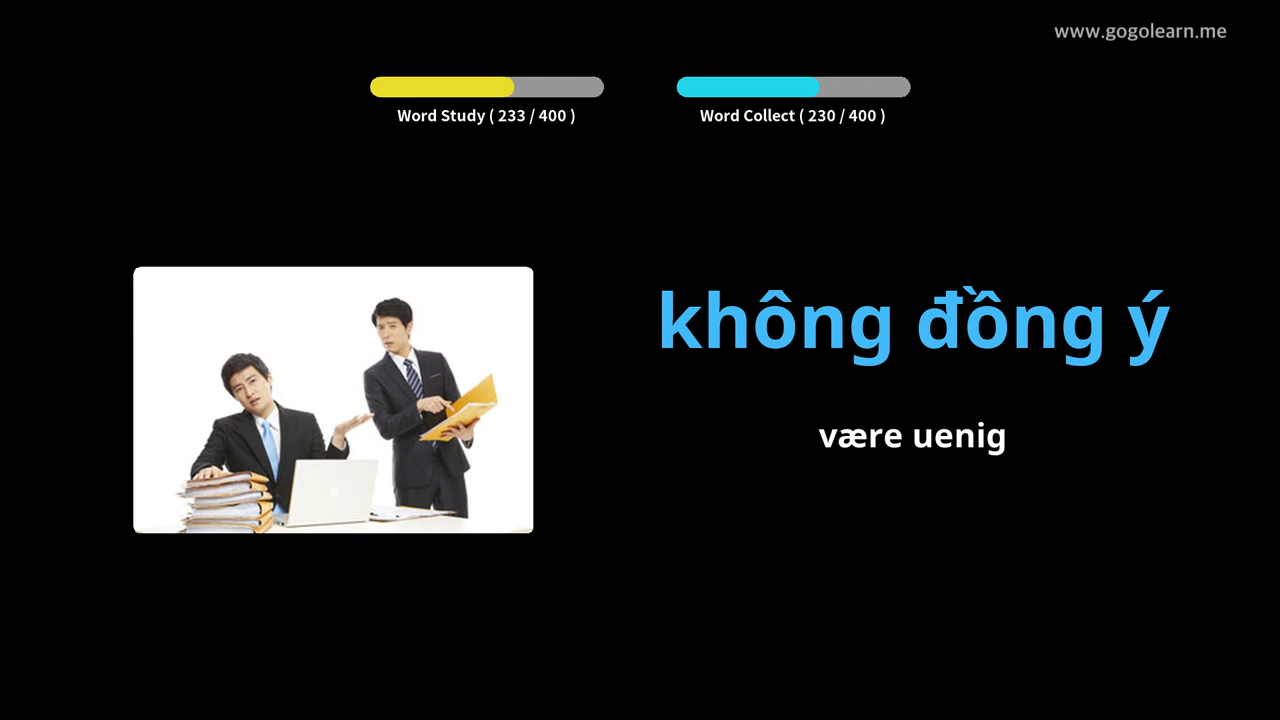 www.gogolearn.me
Word Study ( 233 / 400 )
Word Collect ( 230 / 400 )
không đồng ý
være uenig